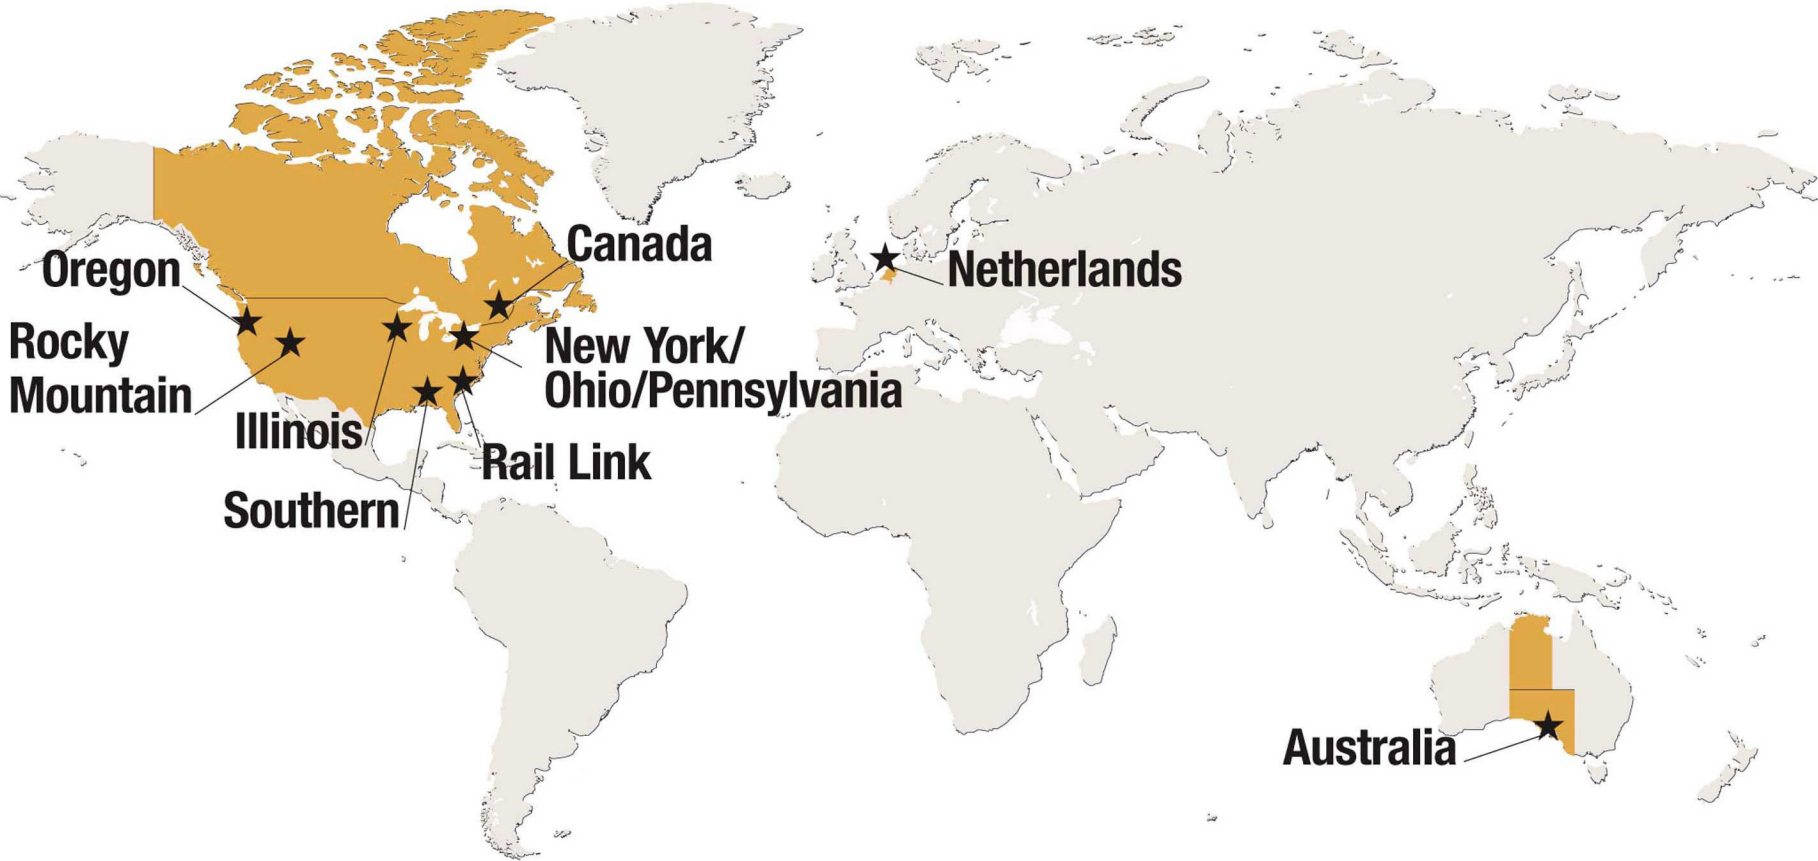 Canada
Oregon
Netherlands
Rocky
Mountain
New York/
Ohio/Pennsylvania
Illinois
Rail Link
Southern
Australia